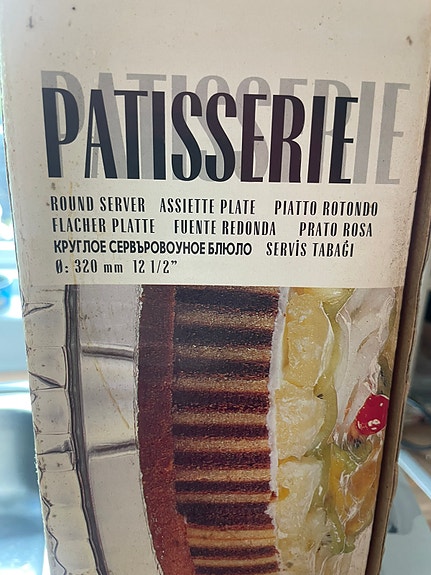 PATISSERIE
ROUND SERVER ASSIETTE PLATE PIATTO ROTONDO
FLACHER PLATTE FUENTE REDONDA PRATO ROSA
КРУГЛОЕ СЕРВЪРОВОУНОЕ БЛЮЛО SERVİS TABAĞI
Ø: 320 mm 12 1/2"